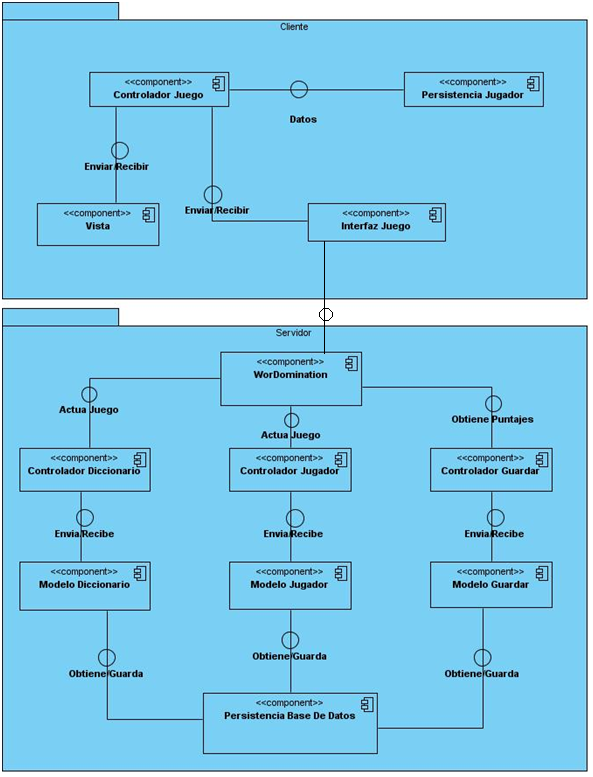 Cliente
<<component>>
Controlador Juego
<<component>>
Persistencia Jugador
Datos
Enviar/Recibir
Enviar/Recibir
<<component>>
Vista
<<component>>
Interfaz Juego
Servidor
<<component>>
WorDomination
Actua Juego
Actua Juego
Obtiene Puntajes
<<component>>
Controlador Diccionario
<<component>>
Controlador Jugador
<<component>>
Controlador Guardar
Envia/Recibe
Envia/Recibe
Envia/Recibe
<<component>>
Modelo Diccionario
<<component>>
Modelo Jugador
<<component>>
Modelo Guardar
Obtiene/Guarda
Obtiene/Guarda
Obtiene/Guarda
<<component>>
Persistencia Base De Datos